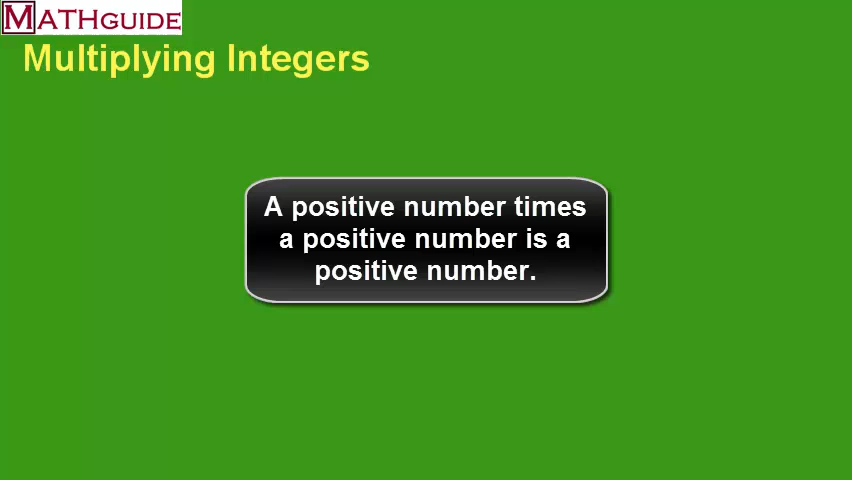 MATHGUIDE
Multiplying Integers
A positive number times
a positive number is a
positive number.